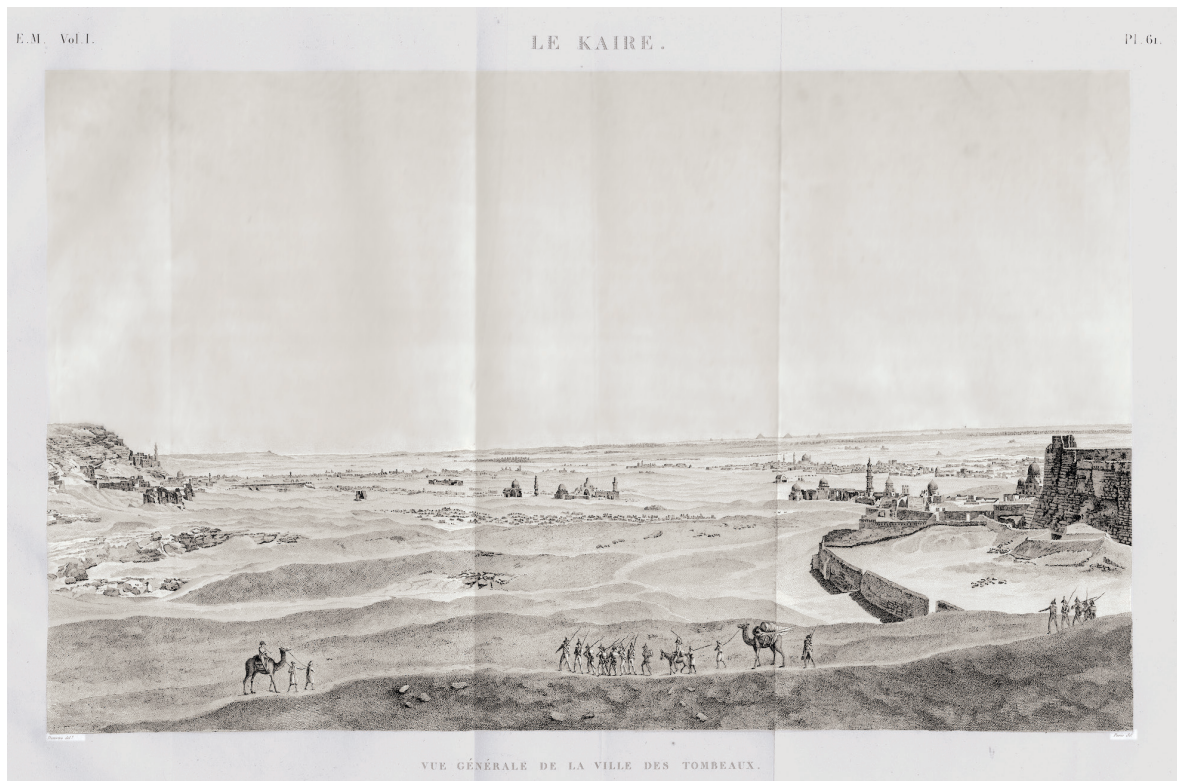 E.M. Vol. I.
LE KAIRE.
Pl. 61.
VUE GÉNÉRALE DE LA VILLE DES TOMBEAUX.